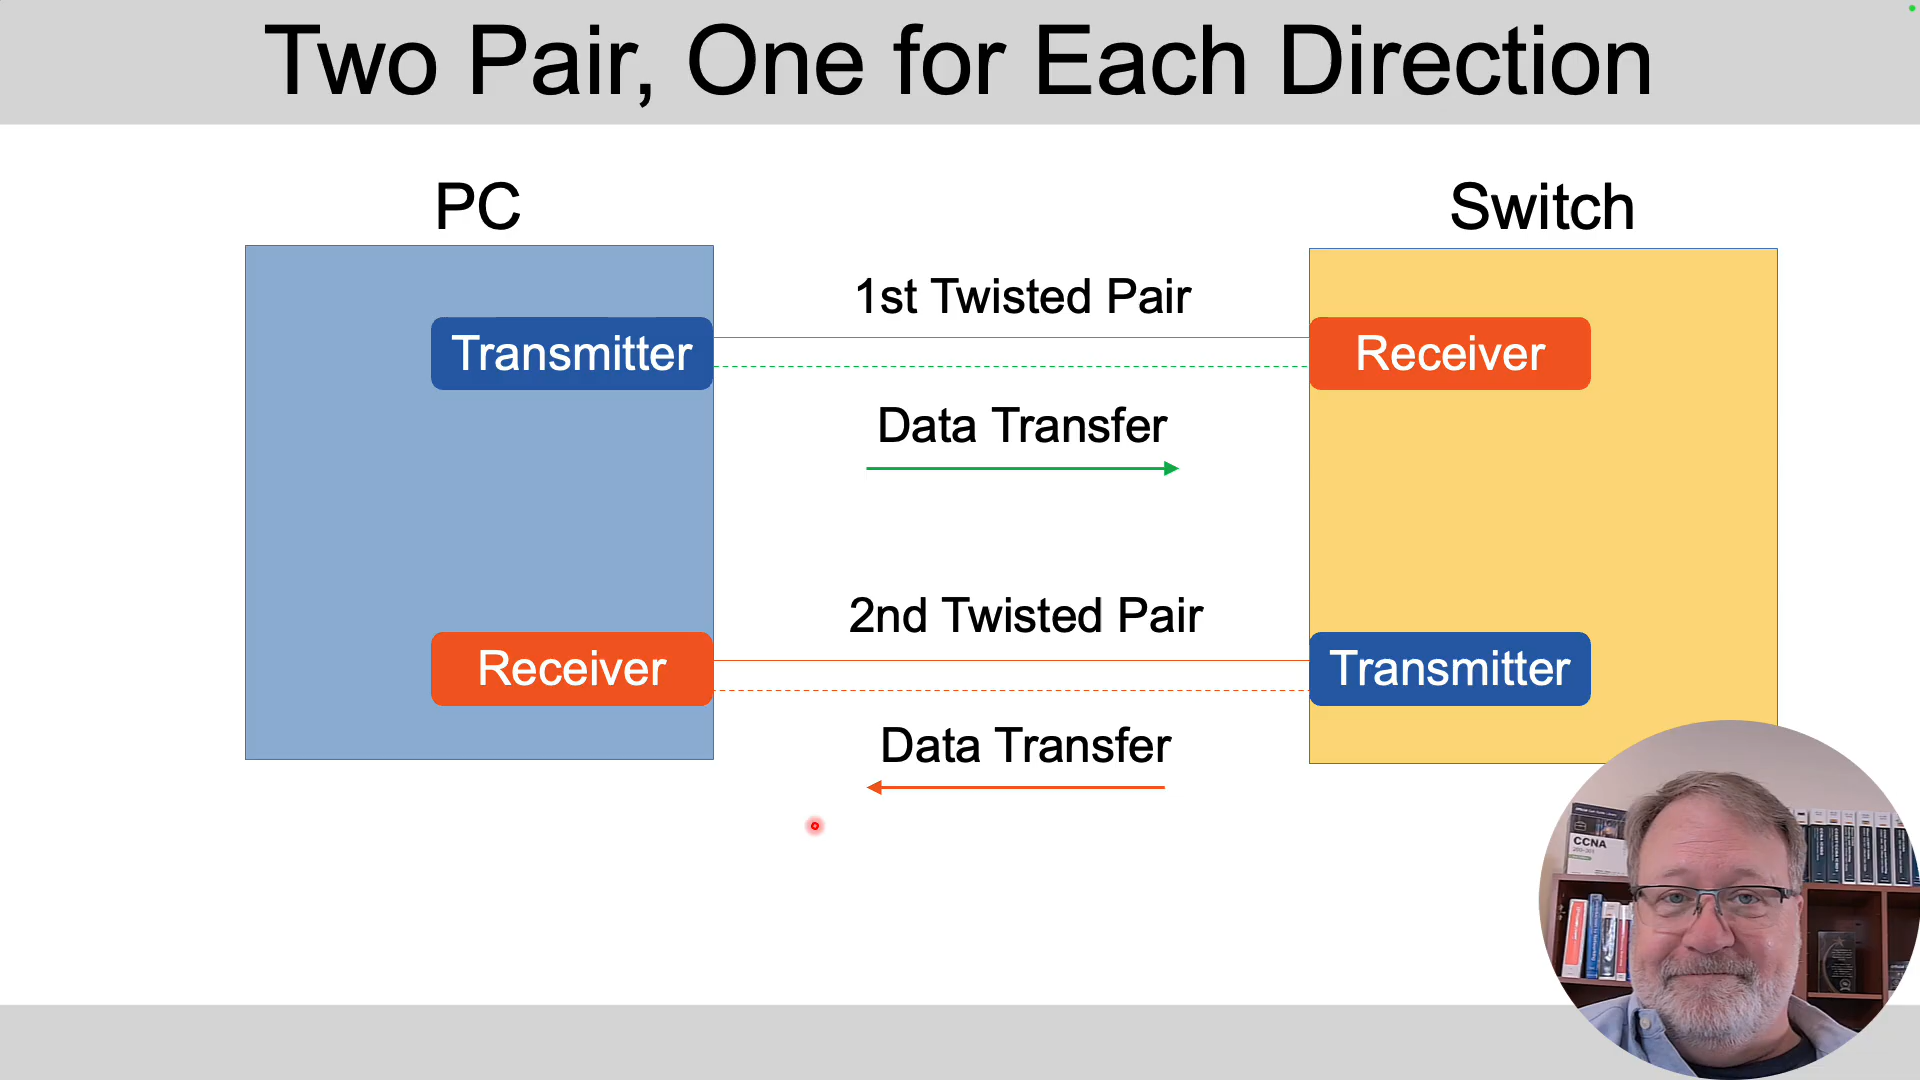 Two Pair, One for Each Direction
PC
Switch
1st Twisted Pair
Transmitter
Receiver
Data Transfer
2nd Twisted Pair
Receiver
Transmitter
Data Transfer
CCNA